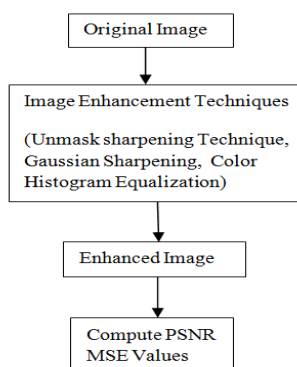 Original Image
Image Enhancement Techniques
(Unmask sharpening Technique,
Gaussian Sharpening, Color
Histogram Equalization)
Enhanced Image
Compute PSNR
MSE Values